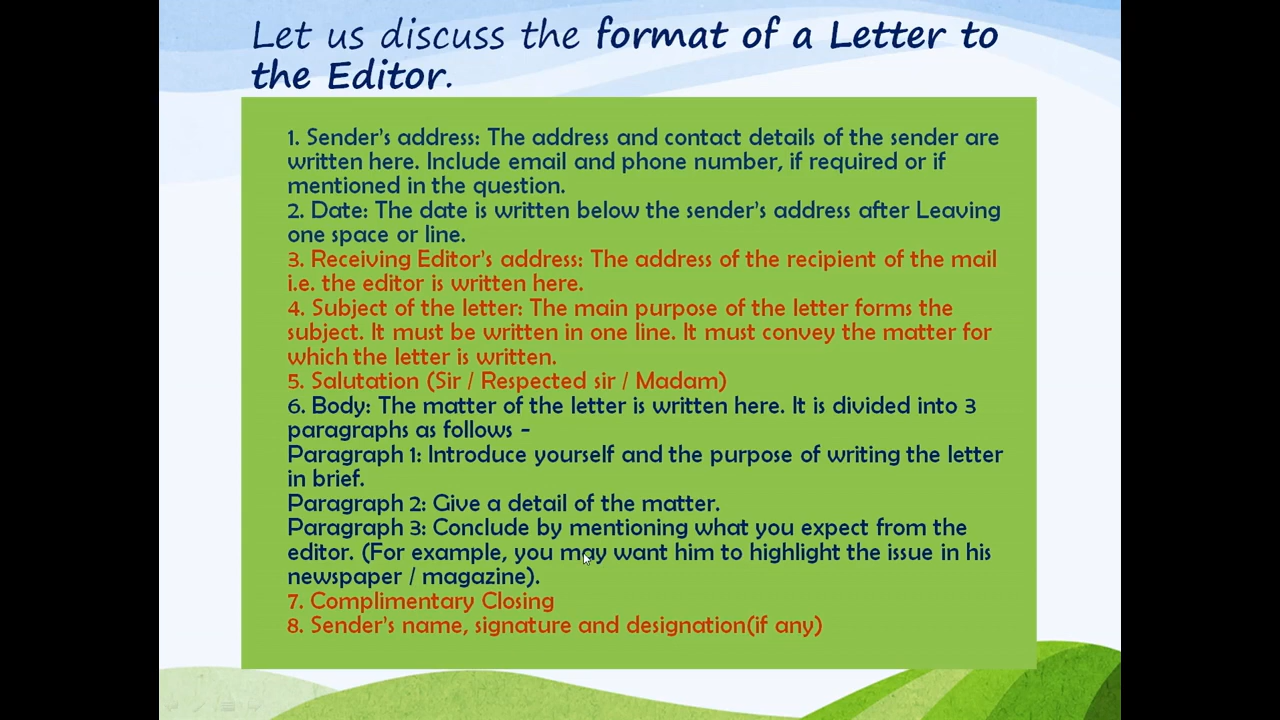 Let us discuss the format of a Letter to
the Editor.
1. Sender's address: The address and contact details of the sender are
written here. Include email and phone number, if required or if
mentioned in the question.
2. Date: The date is written below the sender's address after Leaving
one space or line.
3. Receiving Editor's address: The address of the recipient of the mail
i.e. the editor is written here.
4. Subject of the letter: The main purpose of the letter forms the
subject. It must be written in one line. It must convey the matter for
which the letter is written.
5. Salutation (Sir / Respected sir / Madam)
6. Body: The matter of the letter is written here. It is divided into 3
paragraphs as follows -
Paragraph 1: Introduce yourself and the purpose of writing the letter
in brief.
Paragraph 2: Give a detail of the matter.
Paragraph 3: Conclude by mentioning what you expect from the
editor. (For example, you may want him to highlight the issue in his
newspaper / magazine).
7. Complimentary Closing
8. Sender's name, signature and designation(if any)